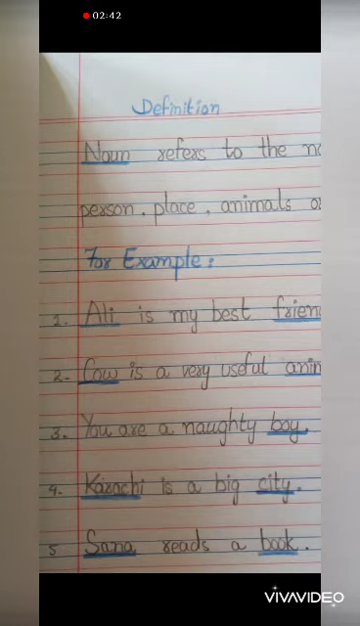 02:42
Definition
Noun refers to the
person, place, animals
For Example:
1. Ali is my best
2. Cow is a very useful
3. You are a naughty boy.
4. Karachi is a big city.
5 Sana reads a book.
VIVAVIDEO